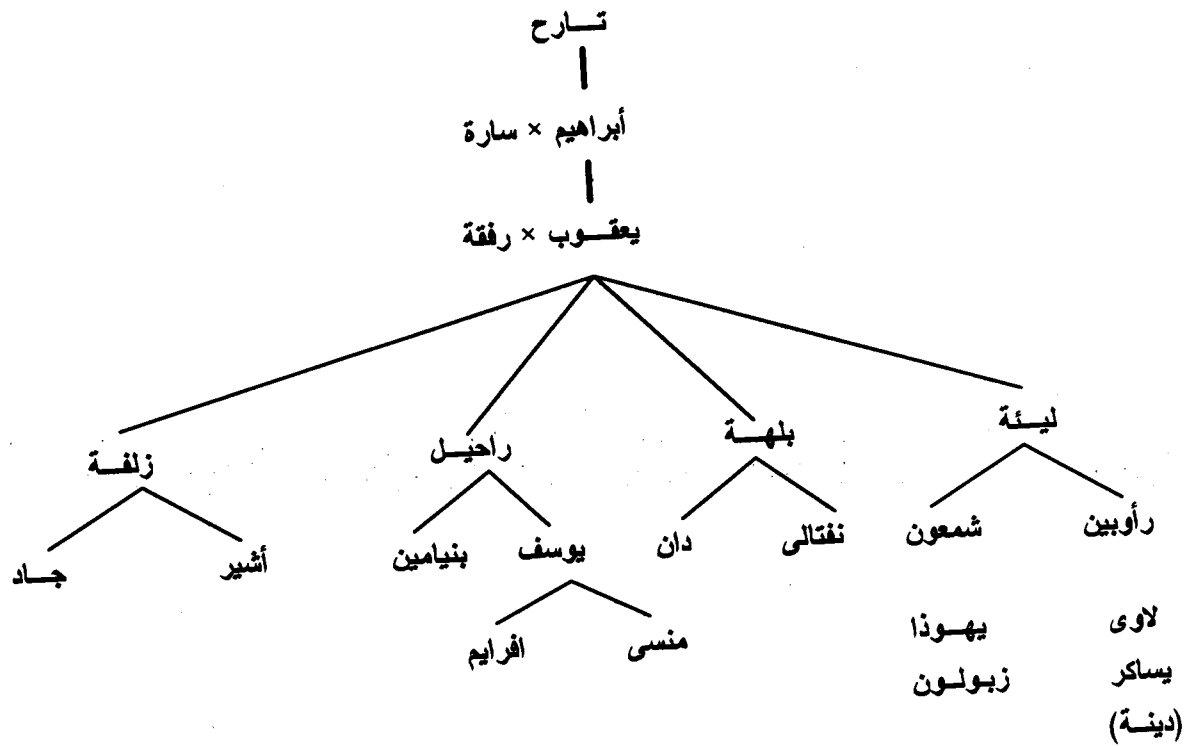 تارح
أبراهيم × سارة
يعقوب × رفقة
ليئة
بلهة
راحيل
زلفة
رأوبين شمعون نفتالى دان يوسف بنيامين أشير جاد
منسى افرايم
لاوى يهوذا
يساكر زبولون
(دينة)